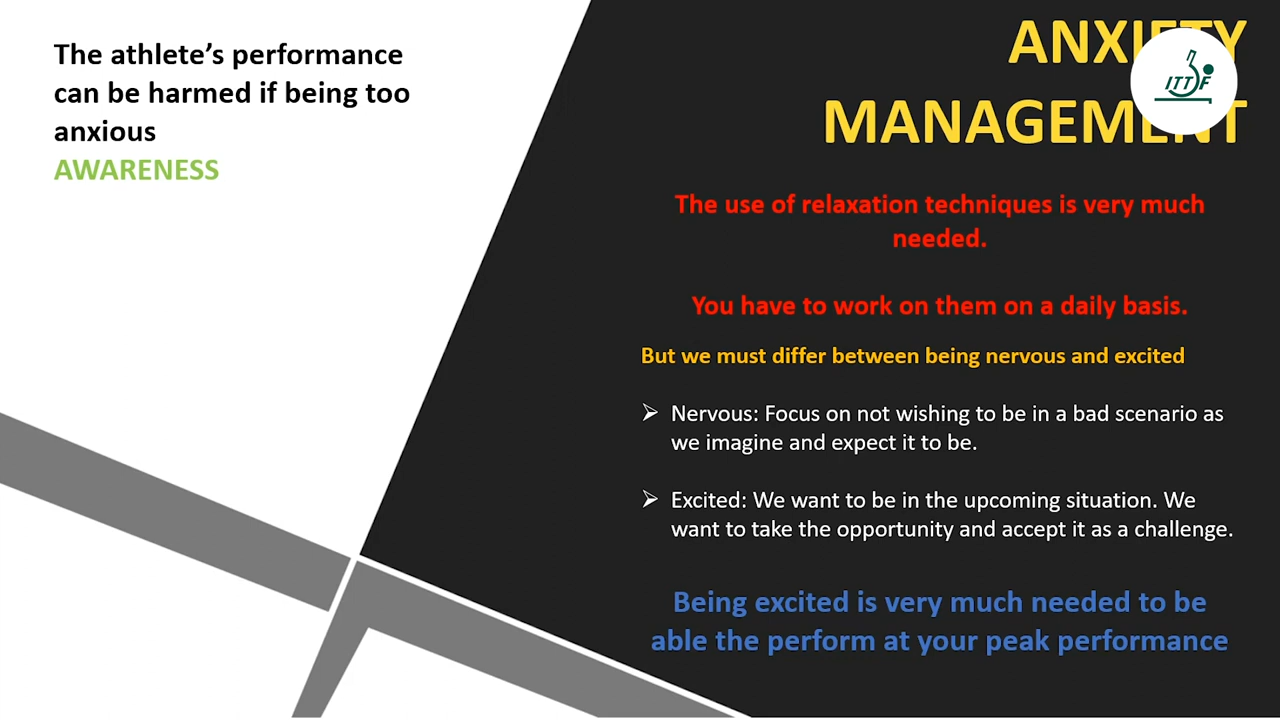 The athlete’s performance
can be harmed if being too
anxious
AWARENESS
ANXIETY
MANAGEMENT
ITTF
The use of relaxation techniques is very much
needed.
You have to work on them on a daily basis.
But we must differ between being nervous and excited
Nervous: Focus on not wishing to be in a bad scenario as
we imagine and expect it to be.
Excited: We want to be in the upcoming situation. We
want to take the opportunity and accept it as a challenge.
Being excited is very much needed to be
able the perform at your peak performance